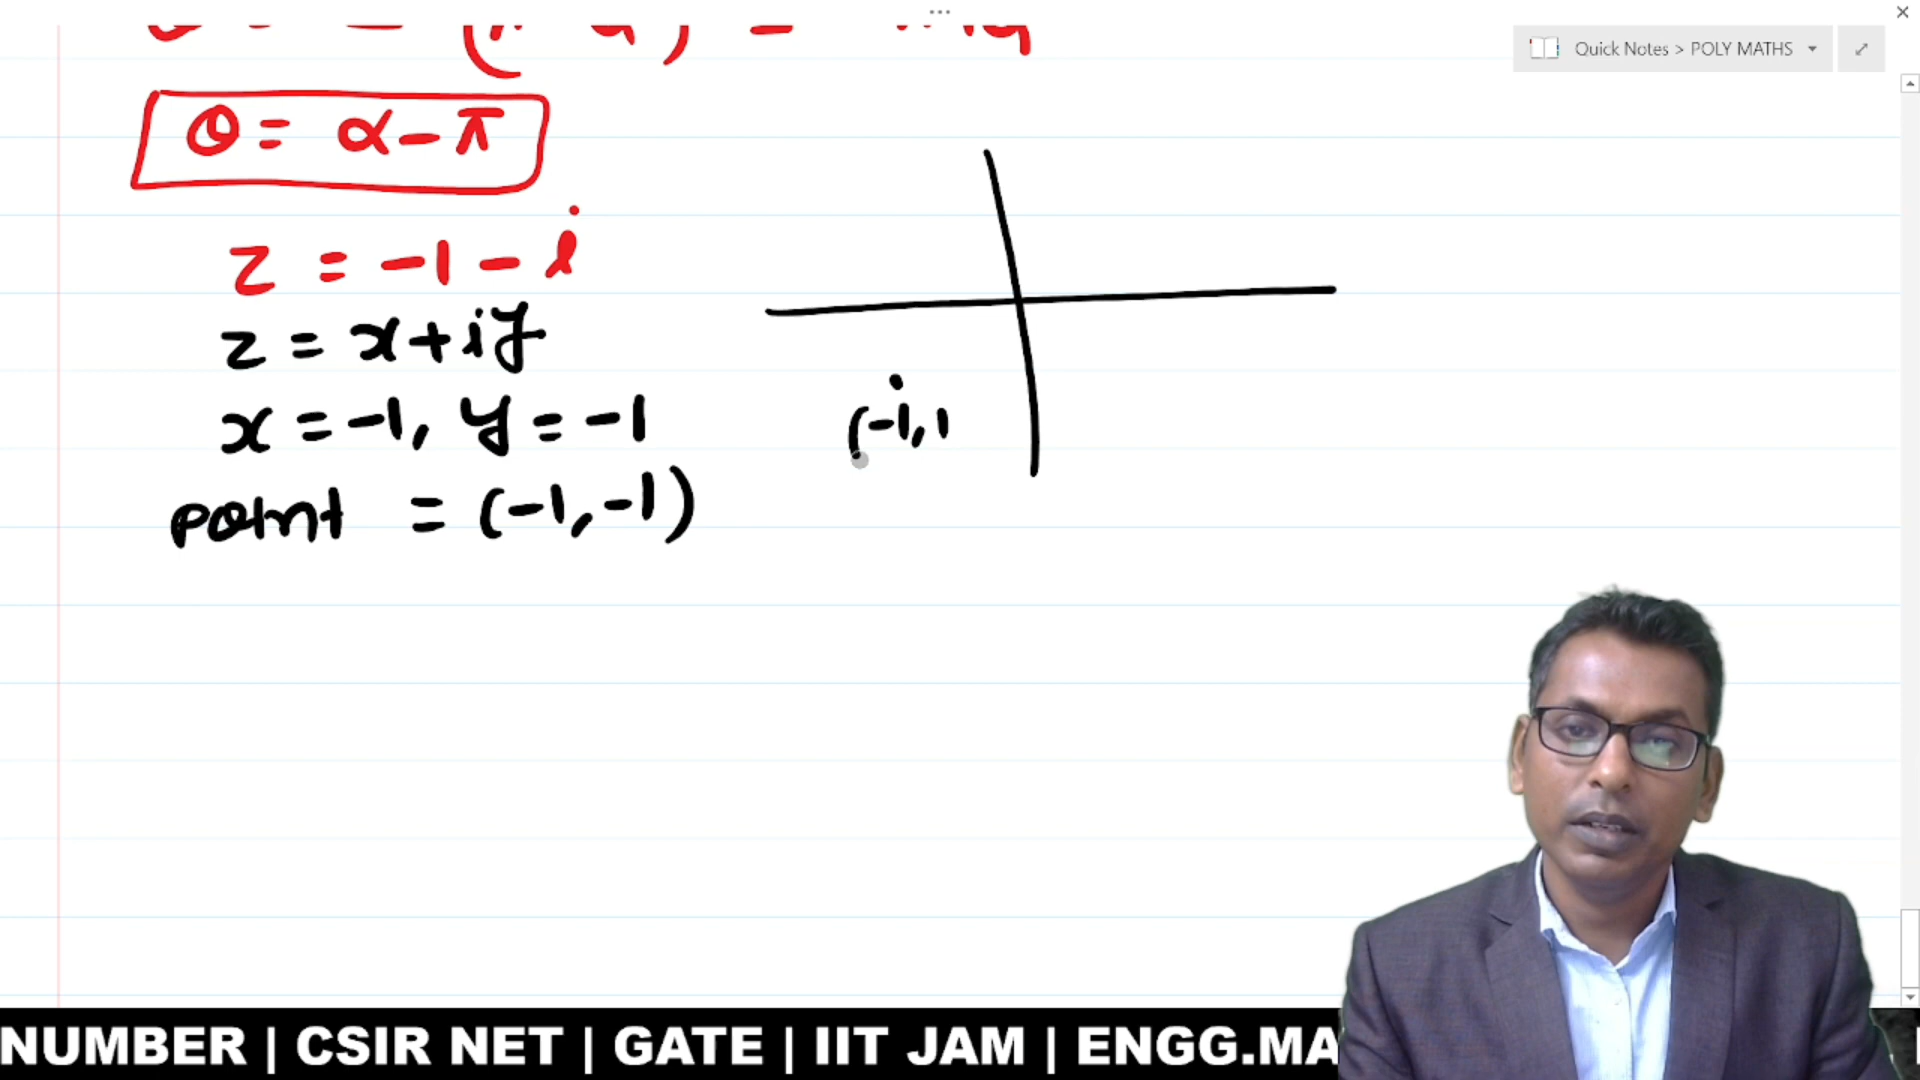 Quick Notes > POLY MATHS
θ = α - π
z = -1 - i
z = x + iy
x = -1, y = -1
(-1, 1
point = (-1, -1)
NUMBER | CSIR NET | GATE | IIT JAM | ENGG.MA